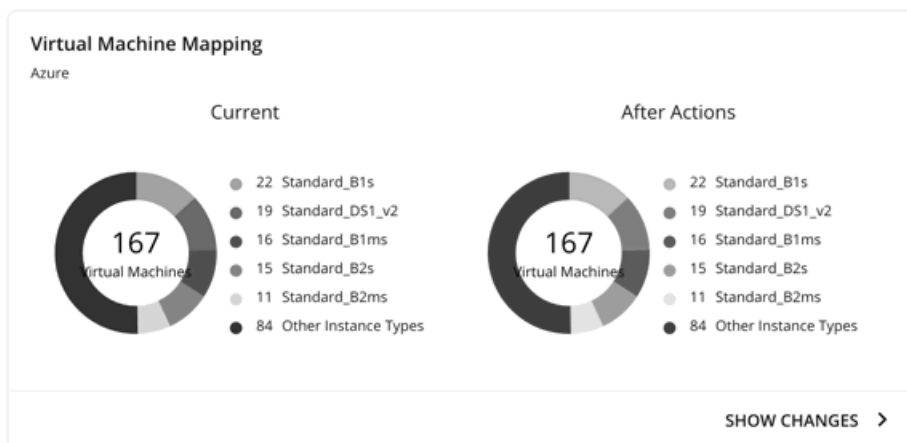 Virtual Machine Mapping
Azure
Current
167
Virtual Machines
22 Standard_B1s
19 Standard_DS1_v2
16 Standard_B1ms
15 Standard_B2s
11 Standard_B2ms
84 Other Instance Types
After Actions
167
Virtual Machines
22 Standard_B1s
19 Standard_DS1_v2
16 Standard_B1ms
15 Standard_B2s
11 Standard_B2ms
84 Other Instance Types
SHOW CHANGES